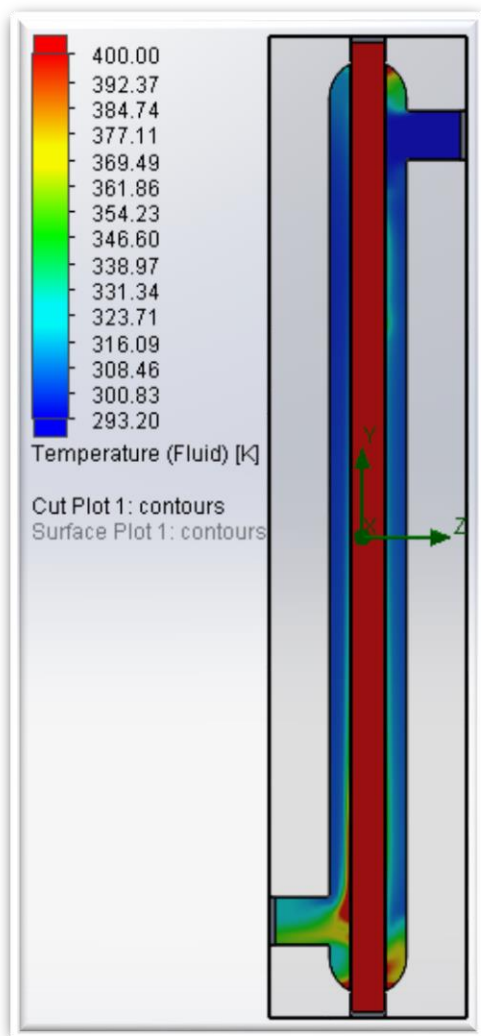 400.00
392.37
384.74
377.11
369.49
361.86
354.23
346.60
338.97
331.34
323.71
316.09
308.46
300.83
293.20
Temperature (Fluid) [K]
Cut Plot 1: contours
Surface Plot 1: contours
Y
X
Z